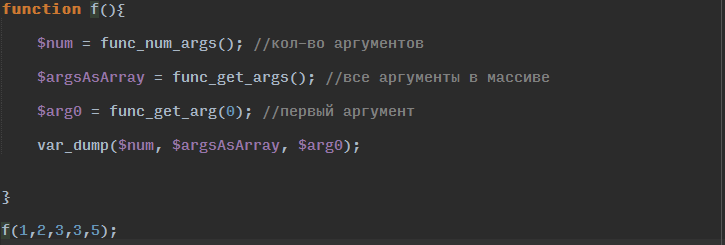 function f(){
$num = func_num_args(); //кол-во аргументов
$argsAsArray = func_get_args(); //все аргументы в массиве
$arg0 = func_get_arg(0); //первый аргумент
var_dump($num, $argsAsArray, $arg0);
}
f(1,2,3,3,5);